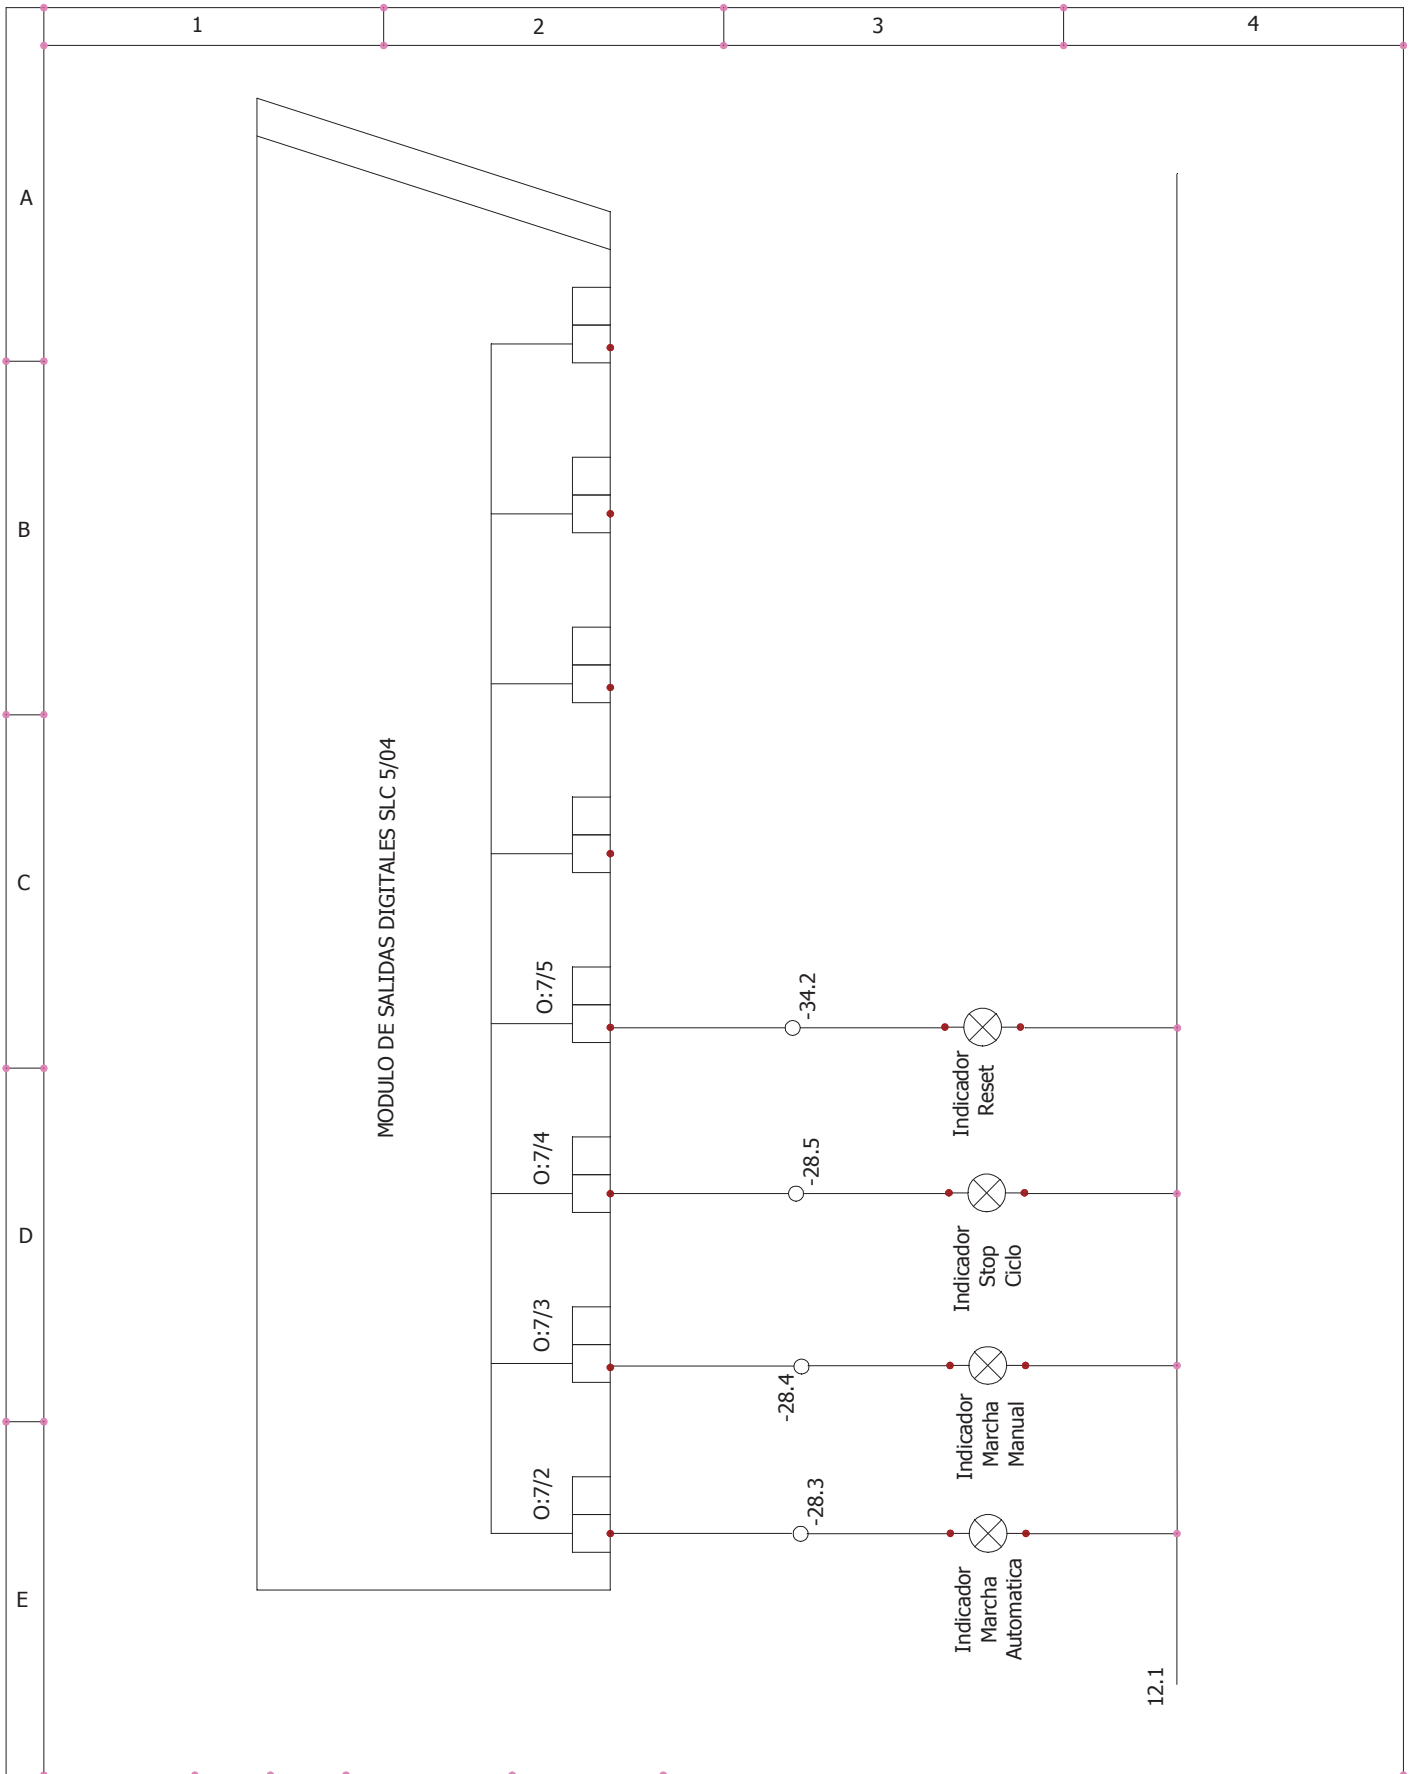 1
2
3
4
A
B
C
D
E
MODULO DE SALIDAS DIGITALES SLC 5/04
O:7/5
-34.2
Indicador
Reset
O:7/4
-28.5
Indicador
Stop
Ciclo
O:7/3
-28.4
Indicador
Marcha
Manual
O:7/2
-28.3
Indicador
Marcha
Automatica
12.1